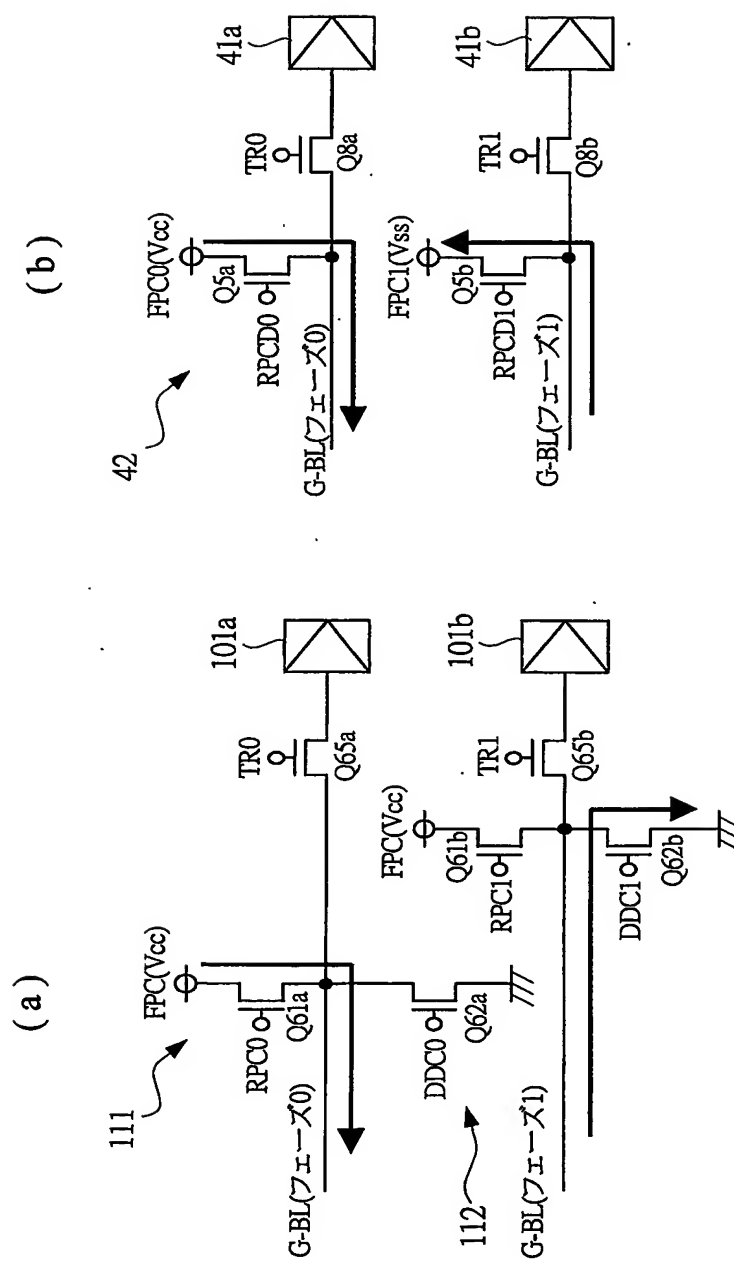 (a)
111
FPC(Vcc)
RPC0
Q61a
G-BL(フェーズ0)
TR0
Q65a
101a
DDC0
Q62a
112
FPC(Vcc)
Q61b
RPC1
G-BL(フェーズ1)
TR1
Q65b
101b
DDC1
Q62b
(b)
42
FPC0(Vcc)
Q5a
RPCD0
G-BL(フェーズ0)
TR0
Q8a
41a
FPC1(Vss)
Q5b
RPCD1
G-BL(フェーズ1)
TR1
Q8b
41b